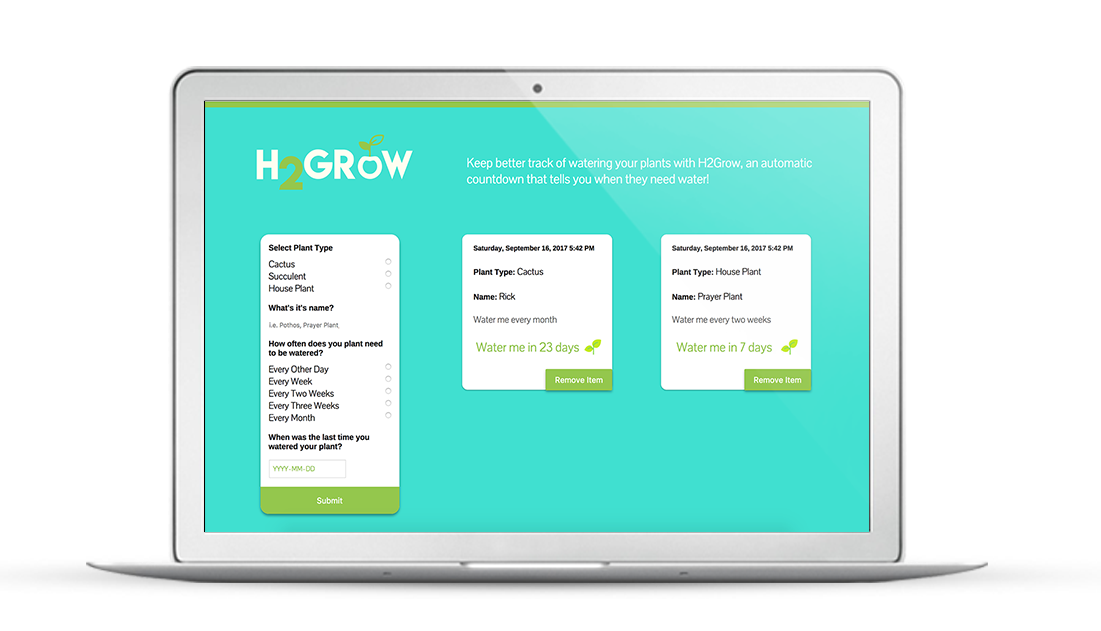 H2GROW
Keep better track of watering your plants with H2Grow, an automatic
countdown that tells you when they need water!
Select Plant Type
Cactus
Succulent
House Plant
What's it's name?
i.e. Pothos, Prayer Plant,
How often does you plant need
to be watered?
Every Other Day
Every Week
Every Two Weeks
Every Three Weeks
Every Month
When was the last time you
watered your plant?
YYYY-MM-DD
Submit
Saturday, September 16, 2017 5:42 PM
Plant Type: Cactus
Name: Rick
Water me every month
Water me in 23 days
Remove Item
Saturday, September 16, 2017 5:42 PM
Plant Type: House Plant
Name: Prayer Plant
Water me every two weeks
Water me in 7 days
Remove Item